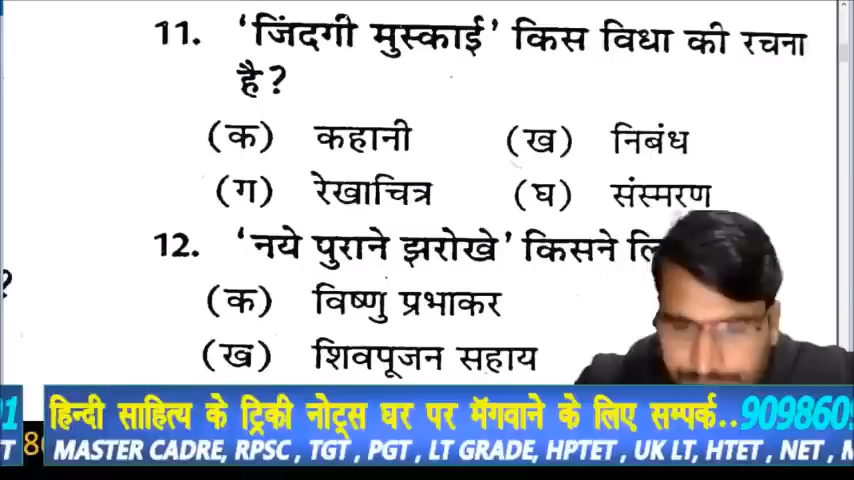 11. ‘जिंदगी मुस्काई’ किस विधा की रचना
है?
(क) कहानी (ख) निबंध
(ग) रेखाचित्र (घ) संस्मरण
12. ‘नये पुराने झरोखे’ किसने
?
(क) विष्णु प्रभाकर
(ख) शिवपूजन सहाय
हिन्दी साहित्य के ट्रिकी नोट्स घर पर मॅगवाने के लिए सम्पर्क..909860
MASTER CADRE, RPSC , TGT , PGT , LT GRADE, HPTET , UK LT, HTET , NET ,